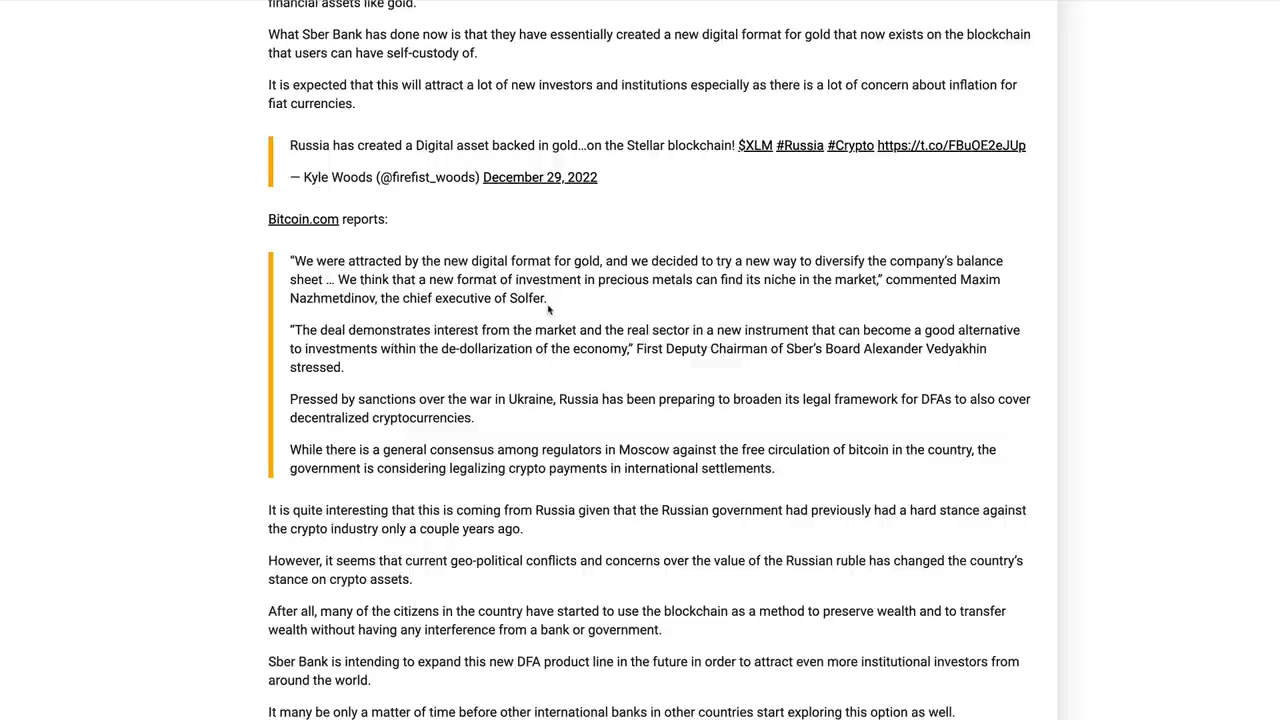 financial assets like gold.
What Sber Bank has done now is that they have essentially created a new digital format for gold that now exists on the blockchain
that users can have self-custody of.
It is expected that this will attract a lot of new investors and institutions especially as there is a lot of concern about inflation for
fiat currencies.
Russia has created a Digital asset backed in gold…on the Stellar blockchain! $XLM #Russia #Crypto https://t.co/FBuOE2eJUp
— Kyle Woods (@firefist_woods) December 29, 2022
Bitcoin.com reports:
“We were attracted by the new digital format for gold, and we decided to try a new way to diversify the company’s balance
sheet … We think that a new format of investment in precious metals can find its niche in the market,” commented Maxim
Nazhmetdinov, the chief executive of Solfer.
“The deal demonstrates interest from the market and the real sector in a new instrument that can become a good alternative
to investments within the de-dollarization of the economy,” First Deputy Chairman of Sber’s Board Alexander Vedyakhin
stressed.
Pressed by sanctions over the war in Ukraine, Russia has been preparing to broaden its legal framework for DFAs to also cover
decentralized cryptocurrencies.
While there is a general consensus among regulators in Moscow against the free circulation of bitcoin in the country, the
government is considering legalizing crypto payments in international settlements.
It is quite interesting that this is coming from Russia given that the Russian government had previously had a hard stance against
the crypto industry only a couple years ago.
However, it seems that current geo-political conflicts and concerns over the value of the Russian ruble has changed the country’s
stance on crypto assets.
After all, many of the citizens in the country have started to use the blockchain as a method to preserve wealth and to transfer
wealth without having any interference from a bank or government.
Sber Bank is intending to expand this new DFA product line in the future in order to attract even more institutional investors from
around the world.
It many be only a matter of time before other international banks in other countries start exploring this option as well.